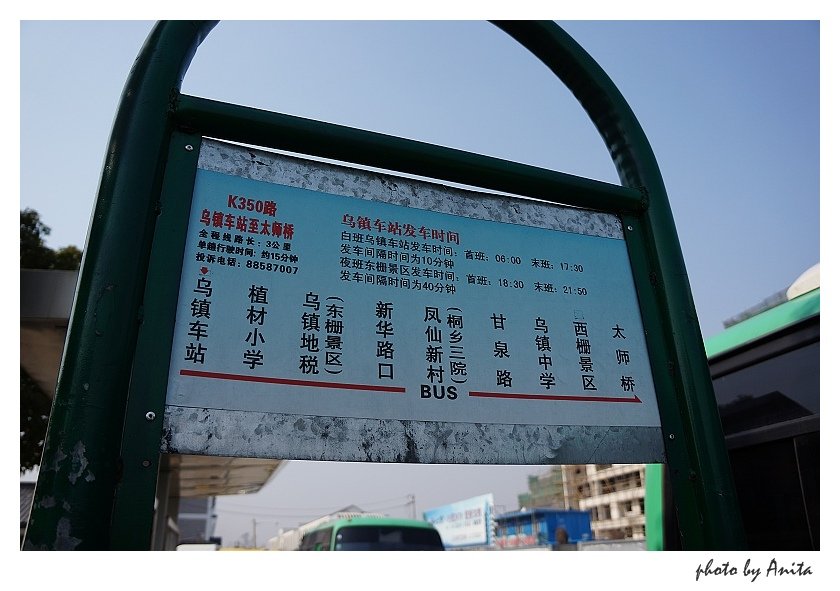 K350路
乌镇车站至太师桥
全程线路长：3公里
单趟行驶时间：约15分钟
投诉电话：88587007
乌镇车站发车时间
白班乌镇车站发车时间：首班：06:00 末班：17:30
发车间隔时间为10分钟
夜班东栅景区发车时间：首班：18:30 末班：21:50
发车间隔时间为40分钟
乌镇车站
植材小学
乌镇地税
(东栅景区)
新华路口
凤仙新村
(桐乡三院)
甘泉路
乌镇中学
西栅景区
太师桥
BUS
photo by Anita